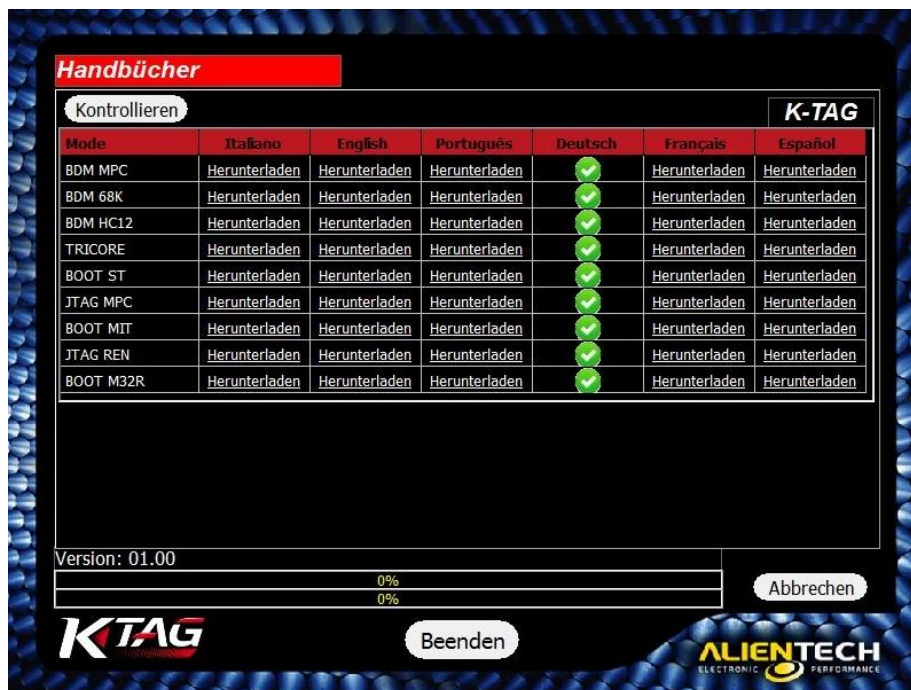 Handbücher
Kontrollieren
K-TAG
Mode Italiano English Português Deutsch Français Español
BDM MPC Herunterladen Herunterladen Herunterladen Herunterladen Herunterladen
BDM 68K Herunterladen Herunterladen Herunterladen Herunterladen Herunterladen
BDM HC12 Herunterladen Herunterladen Herunterladen Herunterladen Herunterladen
TRICORE Herunterladen Herunterladen Herunterladen Herunterladen Herunterladen
BOOT ST Herunterladen Herunterladen Herunterladen Herunterladen Herunterladen
JTAG MPC Herunterladen Herunterladen Herunterladen Herunterladen Herunterladen
BOOT MIT Herunterladen Herunterladen Herunterladen Herunterladen Herunterladen
JTAG REN Herunterladen Herunterladen Herunterladen Herunterladen Herunterladen
BOOT M32R Herunterladen Herunterladen Herunterladen Herunterladen Herunterladen
Version: 01.00
0%
0%
Abbrechen
KTAG
Beenden
ALIENTECH
ELECTRONIC PERFORMANCE